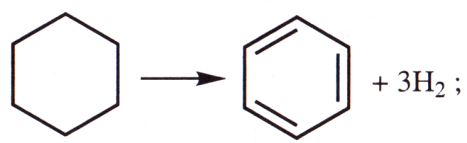 + 3H₂ ;